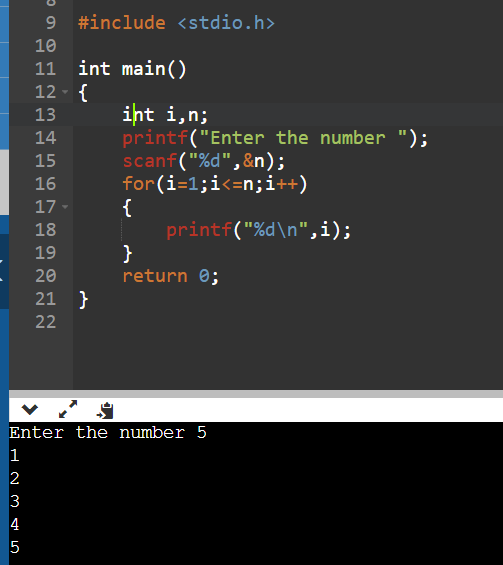 9 #include <stdio.h>
10
11 int main()
12 {
13     int i,n;
14     printf("Enter the number ");
15     scanf("%d",&n);
16     for(i=1;i<=n;i++)
17     {
18         printf("%d\n",i);
19     }
20     return 0;
21 }
22
Enter the number 5
1
2
3
4
5